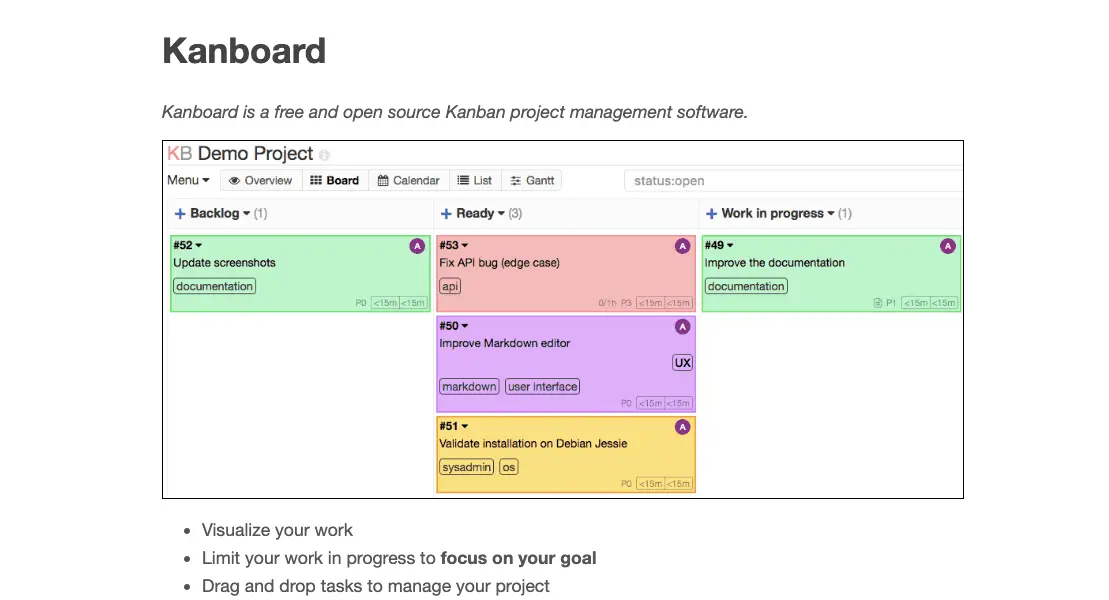 Kanboard
Kanboard is a free and open source Kanban project management software.
KB Demo Project
Menu Overview Board Calendar List Gantt status:open
+ Backlog (1) + Ready (3) + Work in progress (1)
#52 A
Update screenshots
documentation
P0 <15m <15m
#53 A
Fix API bug (edge case)
api
0/1h P3 <15m <15m
#50 A
Improve Markdown editor
UX
markdown user interface
P0 <15m <15m
#51 A
Validate installation on Debian Jessie
sysadmin os
P0 <15m <15m
#49 A
Improve the documentation
documentation
P1 <15m <15m
• Visualize your work
• Limit your work in progress to focus on your goal
• Drag and drop tasks to manage your project